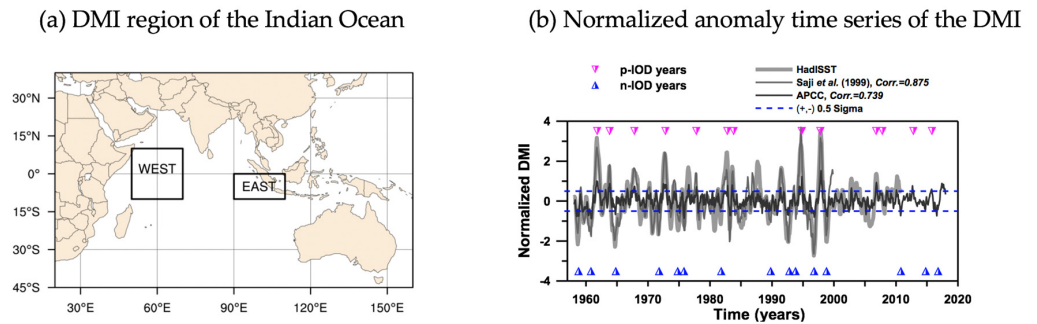 (a) DMI region of the Indian Ocean
30°N
15°N
0°
15°S
30°S
45°S
30°E
60°E
90°E
120°E
150°E
WEST
EAST
(b) Normalized anomaly time series of the DMI
p-IOD years
n-IOD years
HadISST
Saji et al. (1999), Corr.=0.875
APCC, Corr.=0.739
(+,-) 0.5 Sigma
Normalized DMI
4
2
0
-2
-4
1960
1970
1980
1990
2000
2010
2020
Time (years)